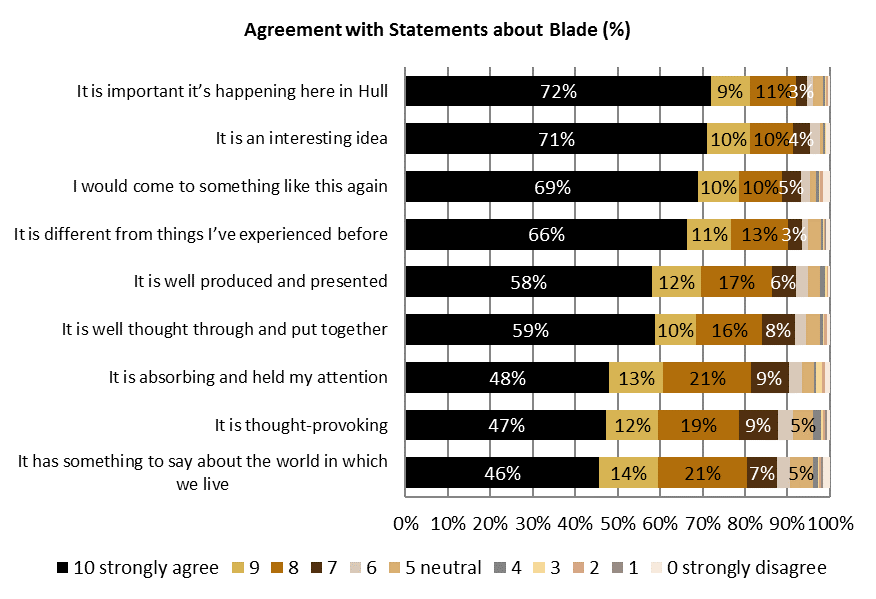 Agreement with Statements about Blade (%)
It is important it's happening here in Hull 72% 9% 11% 3%
It is an interesting idea 71% 10% 10% 4%
I would come to something like this again 69% 10% 10% 5%
It is different from things I've experienced before 66% 11% 13% 3%
It is well produced and presented 58% 12% 17% 6%
It is well thought through and put together 59% 10% 16% 8%
It is absorbing and held my attention 48% 13% 21% 9%
It is thought-provoking 47% 12% 19% 9% 5%
It has something to say about the world in which
we live 46% 14% 21% 7% 5%
0% 10% 20% 30% 40% 50% 60% 70% 80% 90% 100%
10 strongly agree 9 8 7 6 5 neutral 4 3 2 1 0 strongly disagree